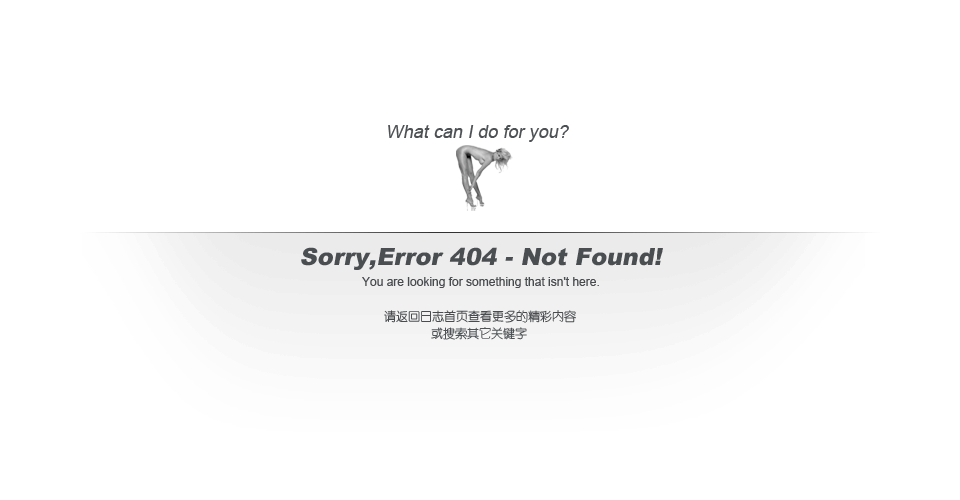 What can I do for you?
Sorry,Error 404 - Not Found!
You are looking for something that isn't here.
请返回日志首页查看更多的精彩内容
或搜索其它关键字